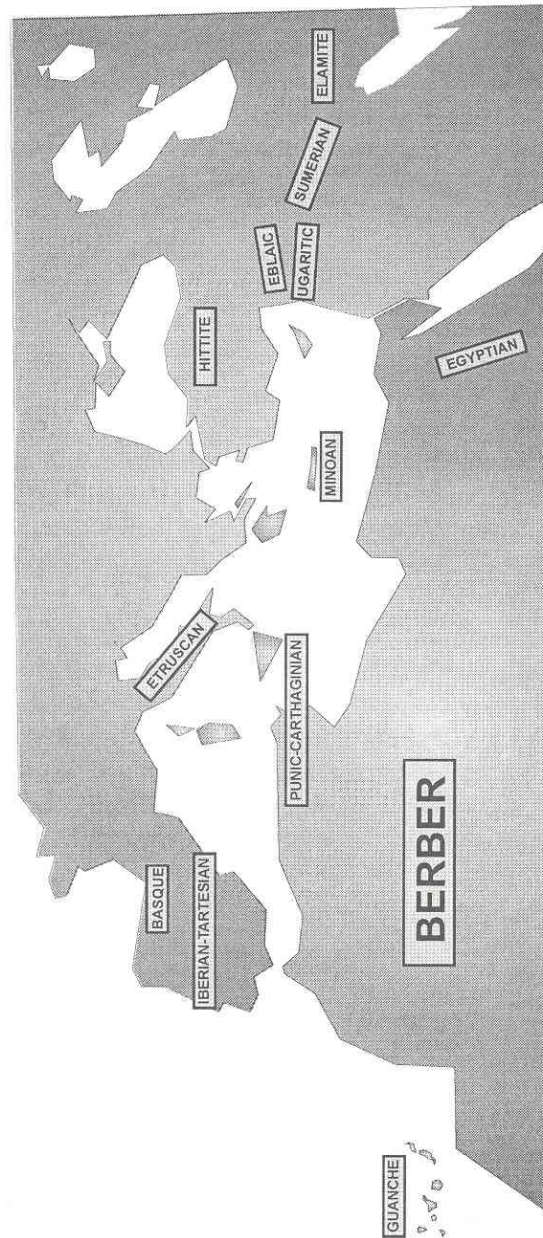 GUANCHE
BASQUE
IBERIAN-TARTESIAN
BERBER
PUNIC-CARTHAGINIAN
ETRUSCAN
MINOAN
HITTITE
EBLAIC
UGARITIC
EGYPTIAN
SUMERIAN
ELAMITE